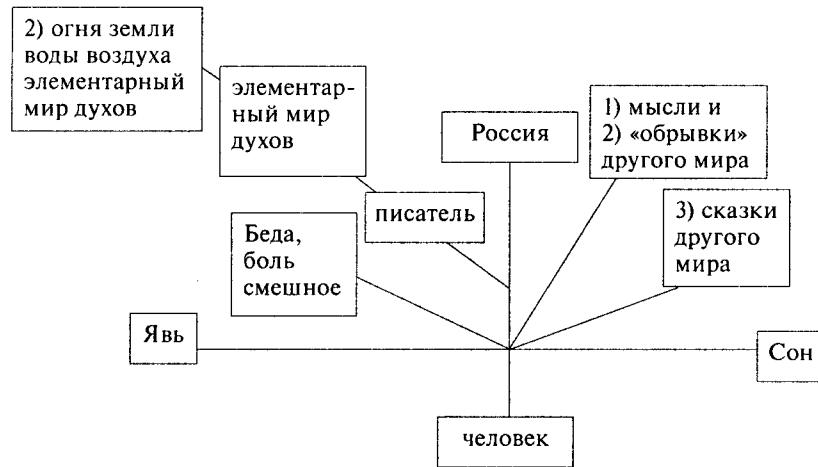 2) огня земли
воды воздуха
элементарный
мир духов
элементар-
ный мир
духов
Россия
1) мысли и
2) «обрывки»
другого мира
писатель
3) сказки
другого
мира
Беда,
боль
смешное
Явь
Сон
человек